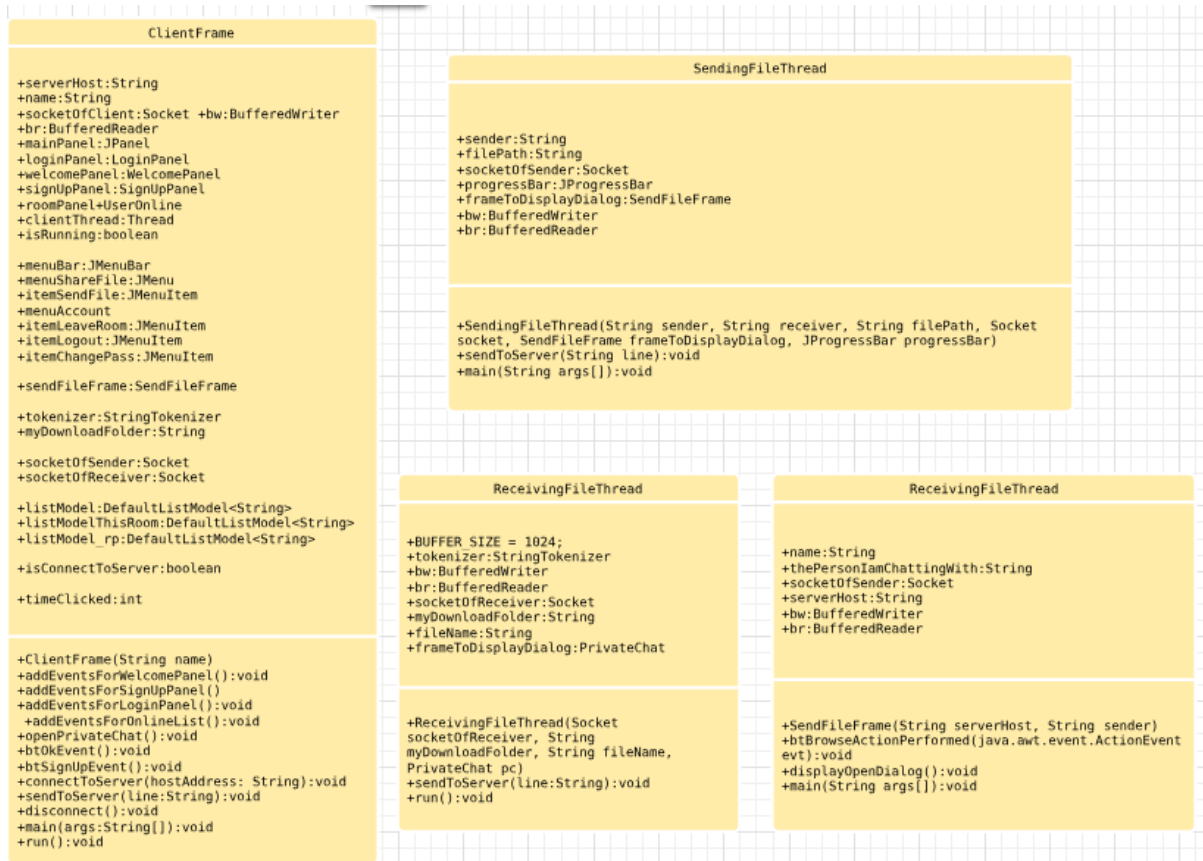 ClientFrame
+serverHost:String
+name:String
+socketOfClient:Socket +bw:BufferedWriter
+br:BufferedReader
+mainPanel:JPanel
+loginPanel:LoginPanel
+welcomePanel:WelcomePanel
+signUpPanel:SignUpPanel
+roomPanel+UserOnline
+clientThread:Thread
+isRunning:boolean
+menuBar:JMenuBar
+menuShareFile:JMenu
+itemSendFile:JMenuItem
+menuAccount
+itemLeaveRoom:JMenuItem
+itemLogout:JMenuItem
+itemChangePass:JMenuItem
+sendFileFrame:SendFileFrame
+tokenizer:StringTokenizer
+myDownloadFolder:String
+socketOfSender:Socket
+socketOfReceiver:Socket
+listModel:DefaultListModel<String>
+listModelThisRoom:DefaultListModel<String>
+listModel_rp:DefaultListModel<String>
+isConnectToServer:boolean
+timeClicked:int
+ClientFrame(String name)
+addEventsForWelcomePanel():void
+addEventsForSignUpPanel()
+addEventsForLoginPanel():void
+addEventsForOnlineList():void
+openPrivateChat():void
+btOkEvent():void
+btSignUpEvent():void
+connectToServer(hostAddress: String):void
+sendToServer(line:String):void
+disconnect():void
+main(args:String[]):void
+run():void
SendingFileThread
+sender:String
+filePath:String
+socketOfSender:Socket
+progressBar:JProgressBar
+frameToDisplayDialog:SendFileFrame
+bw:BufferedWriter
+br:BufferedReader
+SendingFileThread(String sender, String receiver, String filePath, Socket
socket, SendFileFrame frameToDisplayDialog, JProgressBar progressBar)
+sendToServer(String line):void
+main(String args[]):void
ReceivingFileThread
+BUFFER_SIZE = 1024;
+tokenizer:StringTokenizer
+bw:BufferedWriter
+br:BufferedReader
+socketOfReceiver:Socket
+myDownloadFolder:String
+fileName:String
+frameToDisplayDialog:PrivateChat
+ReceivingFileThread(Socket
socketOfReceiver, String
myDownloadFolder, String fileName,
PrivateChat pc)
+sendToServer(line:String):void
+run():void
ReceivingFileThread
+name:String
+thePersonIamChattingWith:String
+socketOfSender:Socket
+serverHost:String
+bw:BufferedWriter
+br:BufferedReader
+SendFileFrame(String serverHost, String sender)
+btBrowseActionPerformed(java.awt.event.ActionEvent
evt):void
+displayOpenDialog():void
+main(String args[]):void